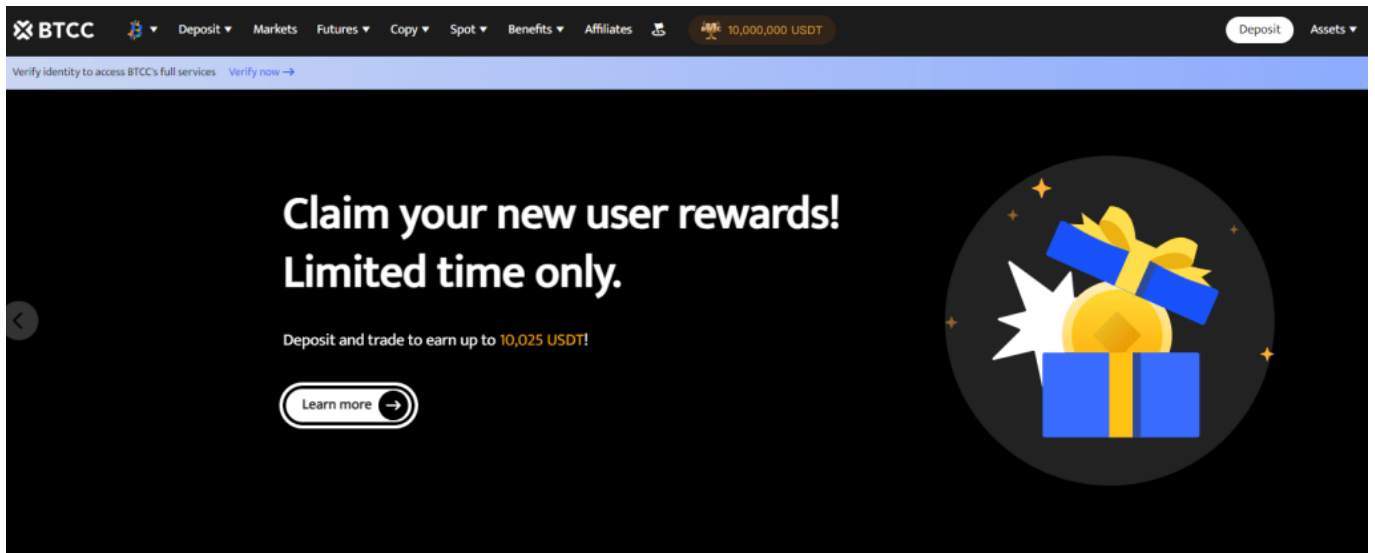 BTCC Deposit Markets Futures Copy Spot Benefits Affiliates 10,000,000 USDT Deposit Assets
Verify identity to access BTCC's full services Verify now →
Claim your new user rewards!
Limited time only.
Deposit and trade to earn up to 10,025 USDT!
Learn more →